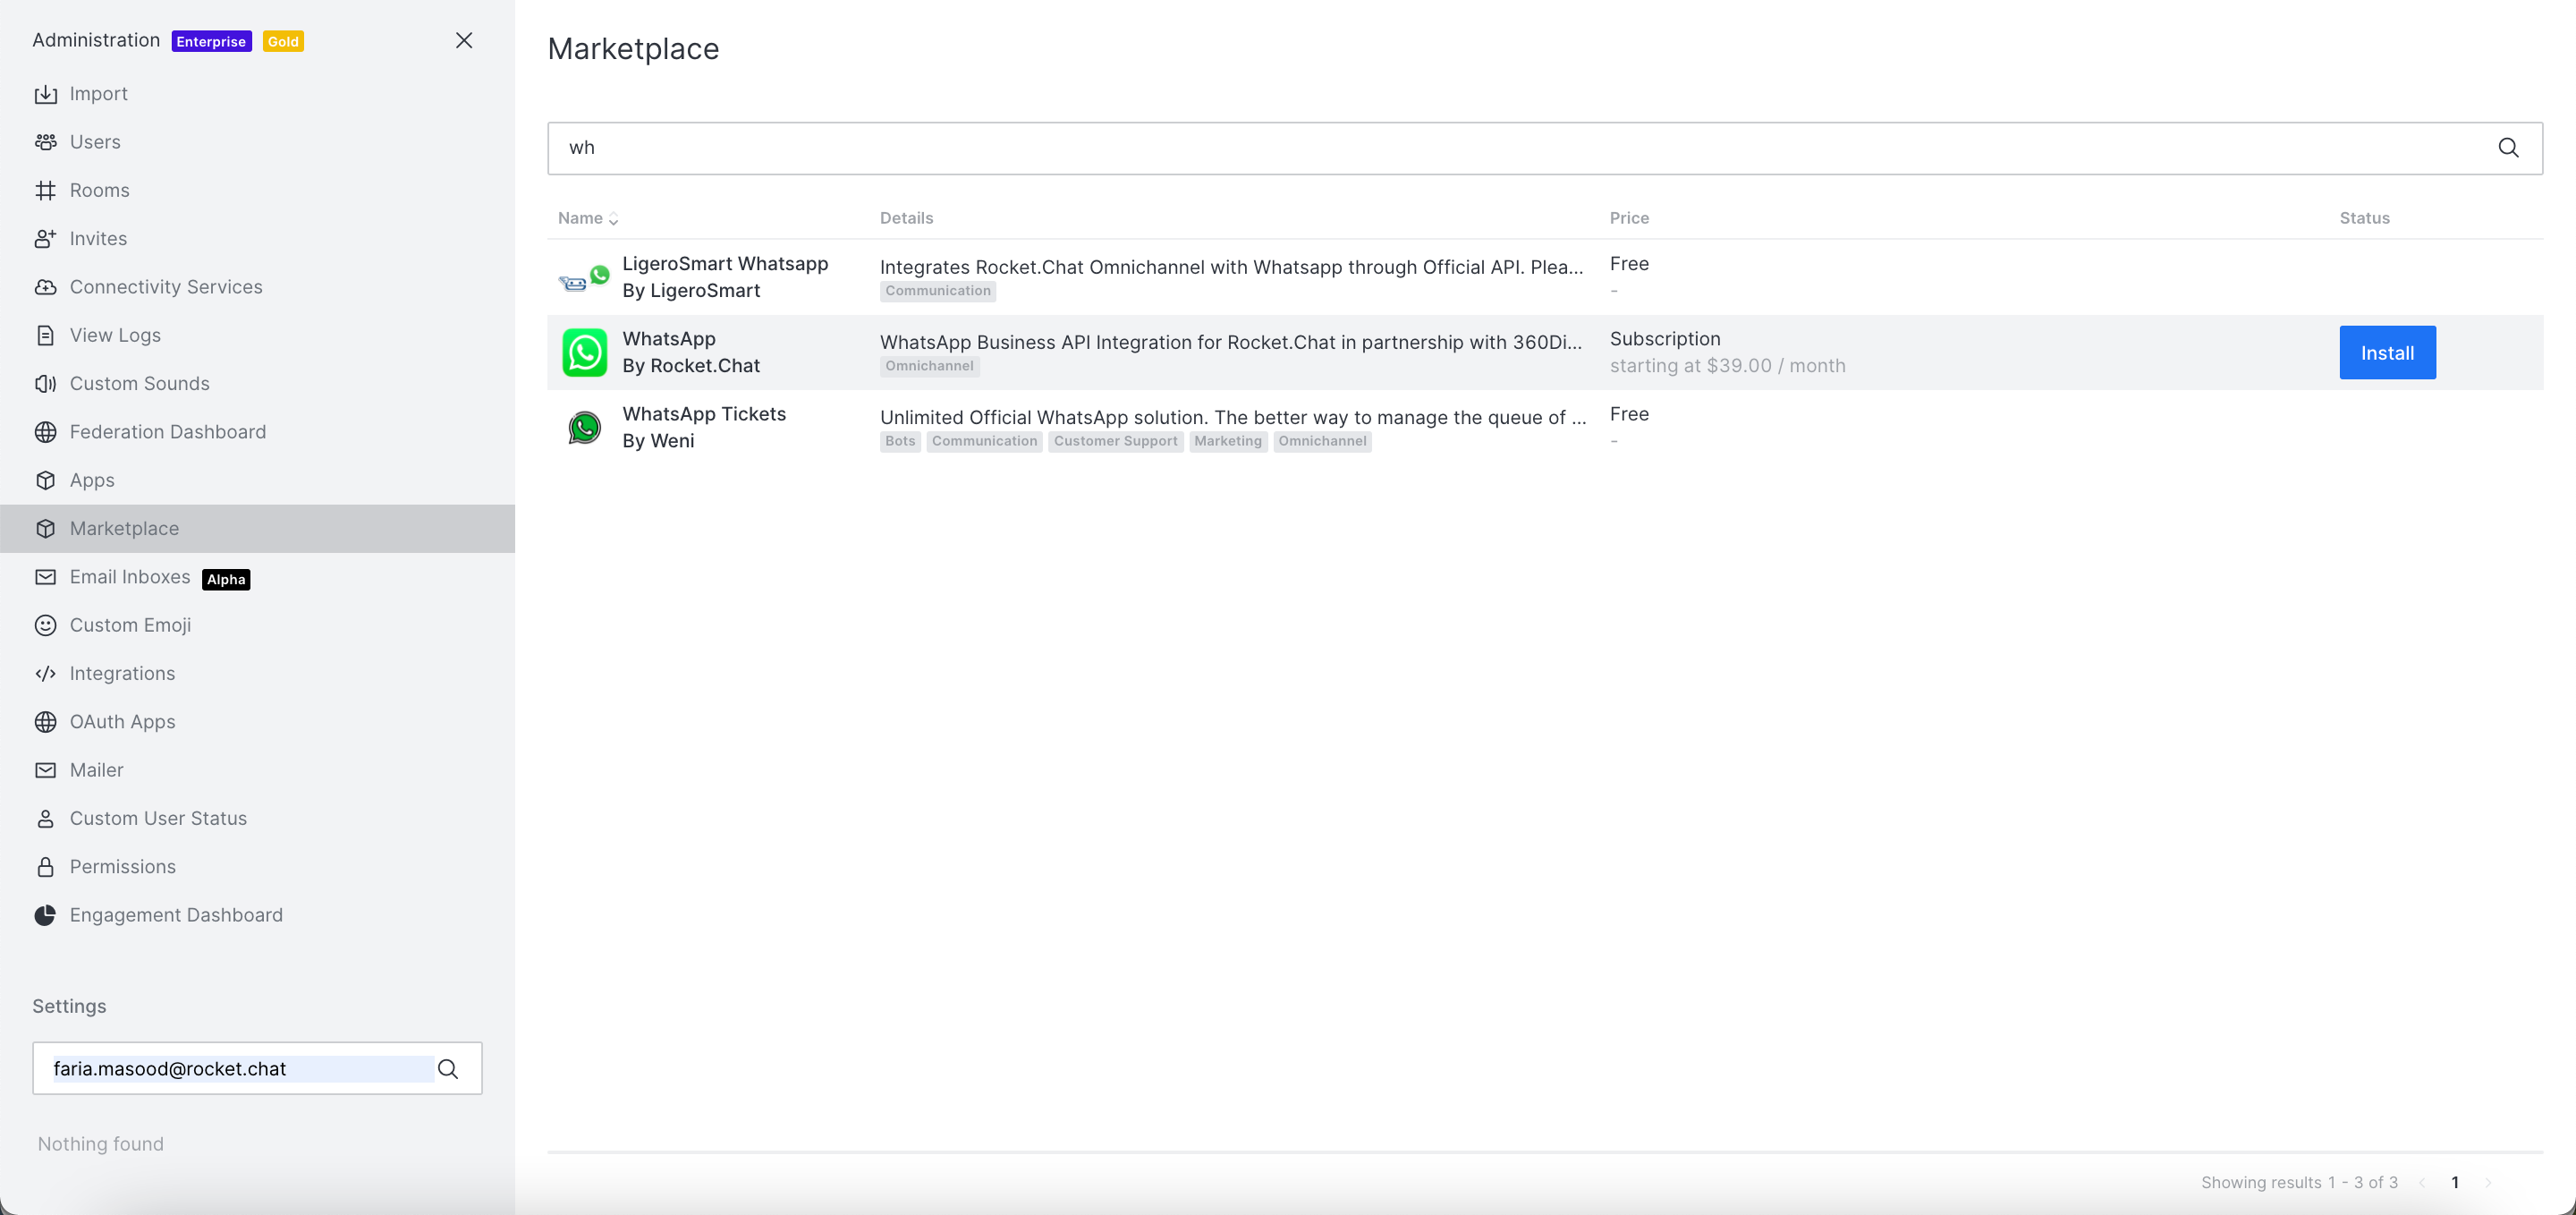 Administration Enterprise Gold
Import
Users
Rooms
Invites
Connectivity Services
View Logs
Custom Sounds
Federation Dashboard
Apps
Marketplace
Email Inboxes Alpha
Custom Emoji
Integrations
OAuth Apps
Mailer
Custom User Status
Permissions
Engagement Dashboard
Settings
faria.masood@rocket.chat
Nothing found
Marketplace
wh
Name Details Price Status
LigeroSmart Whatsapp
By LigeroSmart
Integrates Rocket.Chat Omnichannel with Whatsapp through Official API. Plea...
Communication
Free
-
WhatsApp
By Rocket.Chat
WhatsApp Business API Integration for Rocket.Chat in partnership with 360Di...
Omnichannel
Subscription
starting at $39.00 / month
Install
WhatsApp Tickets
By Weni
Unlimited Official WhatsApp solution. The better way to manage the queue of ...
Bots Communication Customer Support Marketing Omnichannel
Free
-
Showing results 1 - 3 of 3 1